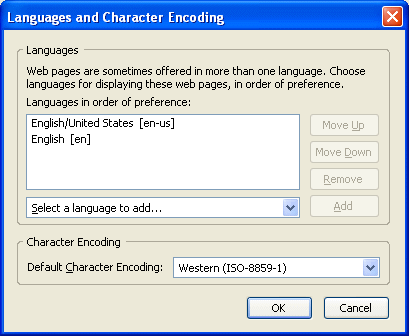 Languages and Character Encoding
Languages
Web pages are sometimes offered in more than one language. Choose
languages for displaying these web pages, in order of preference.
Languages in order of preference:
English/United States [en-us]
English [en]
Move Up
Move Down
Remove
Select a language to add...
Add
Character Encoding
Default Character Encoding:
Western (ISO-8859-1)
OK
Cancel